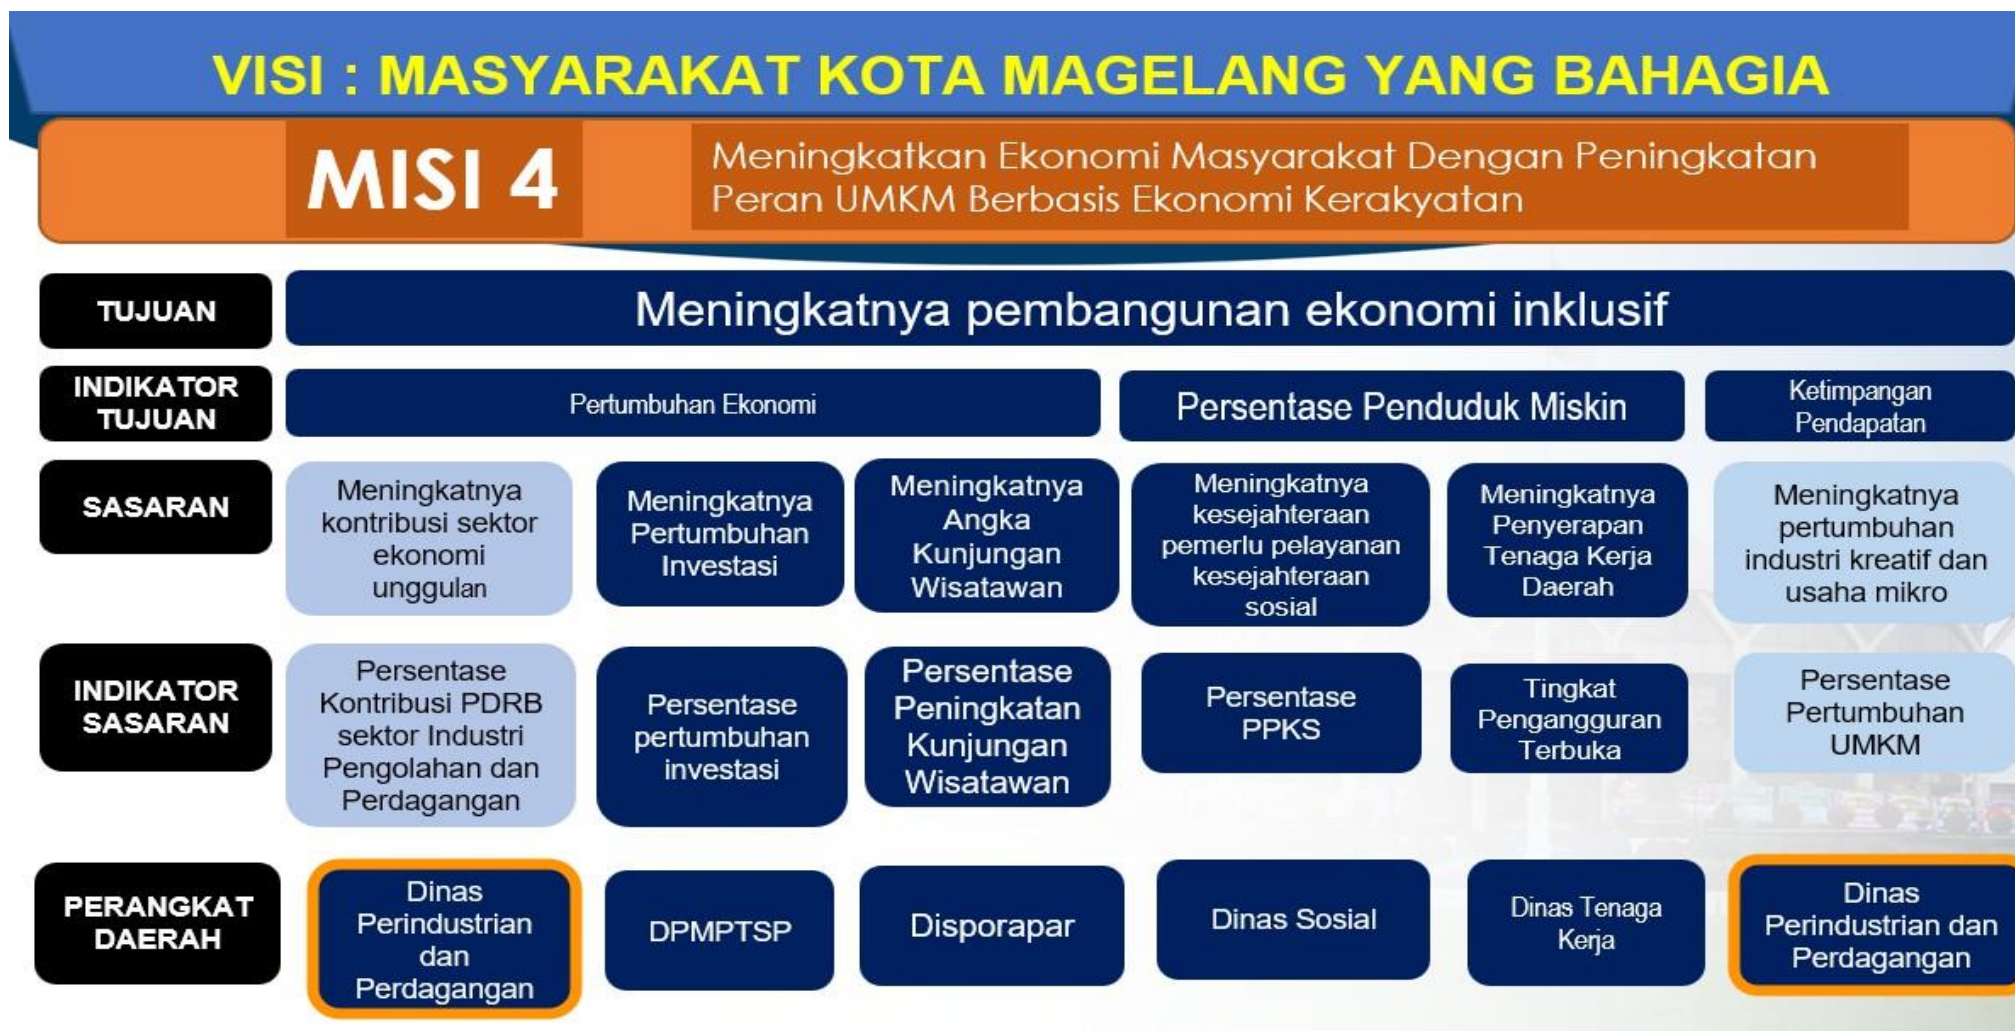 VISI : MASYARAKAT KOTA MAGELANG YANG BAHAGIA
MISI 4
Meningkatkan Ekonomi Masyarakat Dengan Peningkatan
Peran UMKM Berbasis Ekonomi Kerakyatan
TUJUAN
Meningkatnya pembangunan ekonomi inklusif
INDIKATOR
TUJUAN
Pertumbuhan Ekonomi
Persentase Penduduk Miskin
Ketimpangan
Pendapatan
SASARAN
Meningkatnya
kontribusi sektor
ekonomi
unggulan
Meningkatnya
Pertumbuhan
Investasi
Meningkatnya
Angka
Kunjungan
Wisatawan
Meningkatnya
kesejahteraan
pemerlu pelayanan
kesejahteraan
sosial
Meningkatnya
Penyerapan
Tenaga Kerja
Daerah
Meningkatnya
pertumbuhan
industri kreatif dan
usaha mikro
INDIKATOR
SASARAN
Persentase
Kontribusi PDRB
sektor Industri
Pengolahan dan
Perdagangan
Persentase
pertumbuhan
investasi
Persentase
Peningkatan
Kunjungan
Wisatawan
Persentase
PPKS
Tingkat
Pengangguran
Terbuka
Persentase
Pertumbuhan
UMKM
PERANGKAT
DAERAH
Dinas
Perindustrian
dan
Perdagangan
DPMPTSP
Disporapar
Dinas Sosial
Dinas Tenaga
Kerja
Dinas
Perindustrian dan
Perdagangan